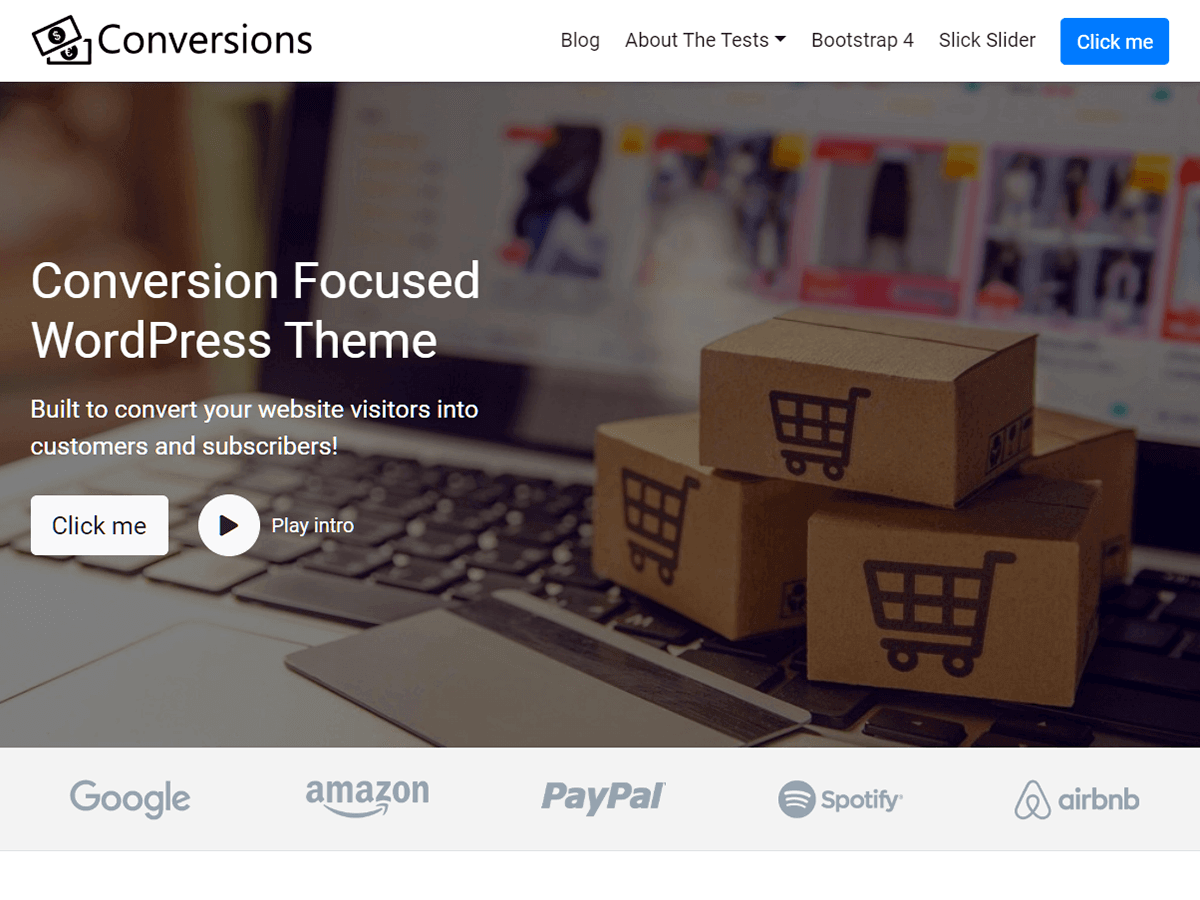 $
€
Conversions
Blog
About The Tests
Bootstrap 4
Slick Slider
Click me
Conversion Focused
WordPress Theme
Built to convert your website visitors into
customers and subscribers!
Click me
Play intro
Google
amazon
PayPal
Spotify
airbnb